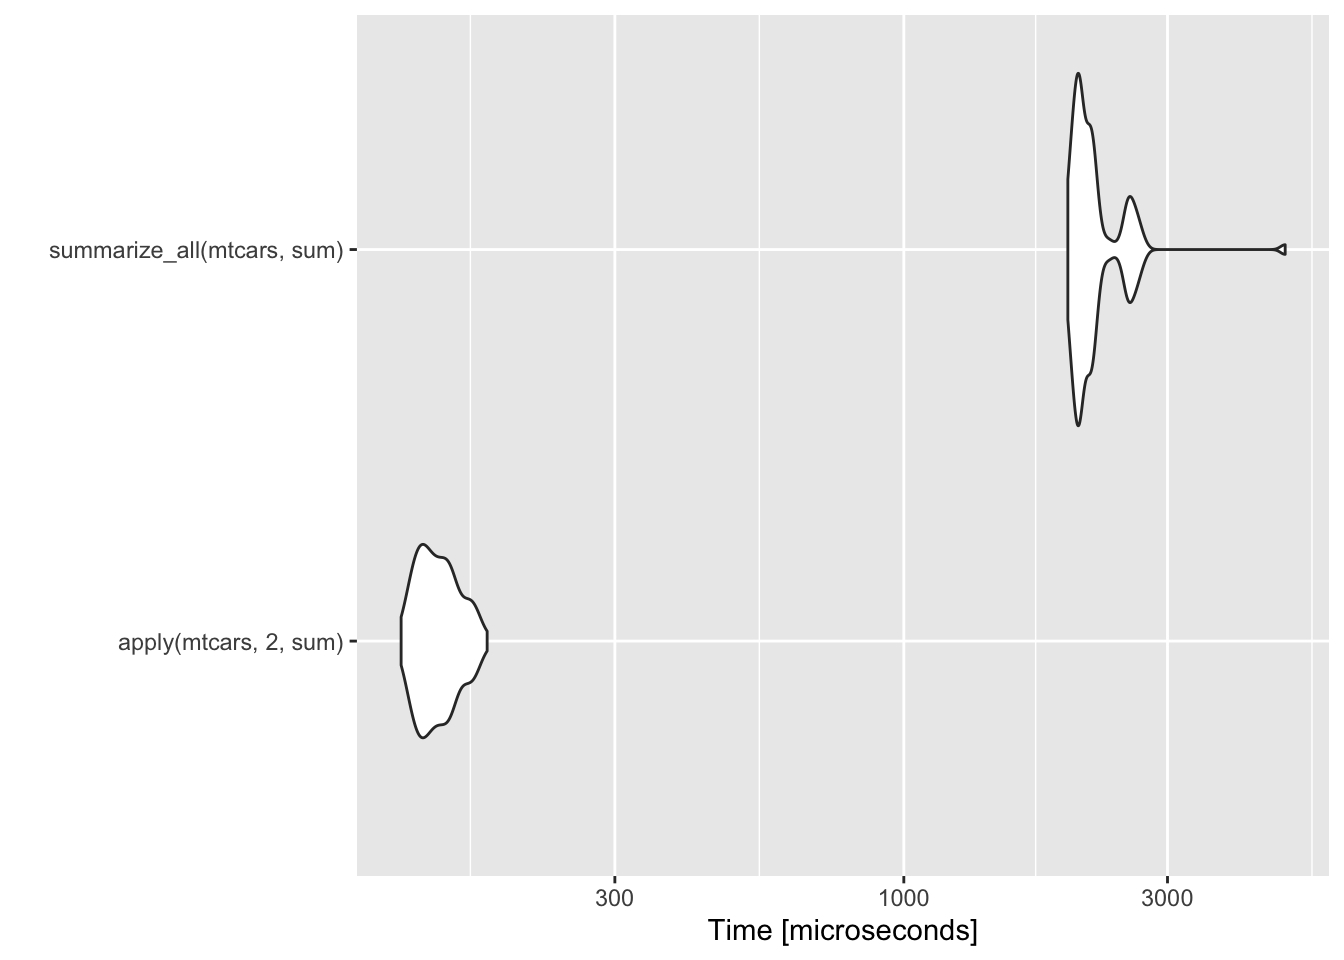 summarize_all(mtcars, sum)
apply(mtcars, 2, sum)
300 1000 3000
Time [microseconds]